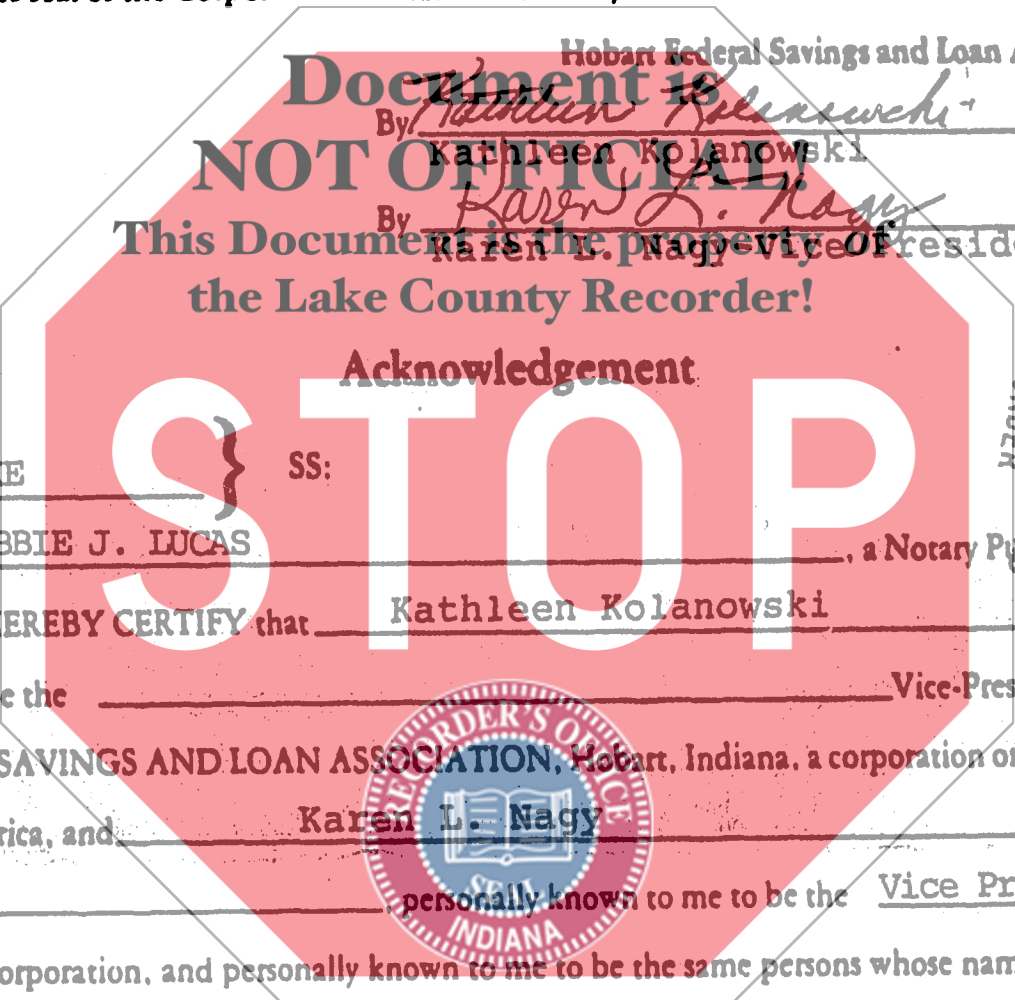 Hobart Federal Savings and Loan
Document is
By Kathleen Kolanowski
Kathleen Kolanowski
NOT OFFICIAL!
By Karen L. Nagy
This Document is the property of
Karen L. Nagy Vice Presid
the Lake County Recorder!
Acknowledgement
STOP
E } SS:
BBIE J. LUCAS, a Notary Pu
HEREBY CERTIFY that Kathleen Kolanowski
e the Vice-Pres
SAVINGS AND LOAN ASSOCIATION, Hobart, Indiana, a corporation or
rica, and Karen L. Nagy
RECORDER'S OFFICE
SEAL
INDIANA
, personally known to me to be the Vice Pr
orporation, and personally known to me to be the same persons whose nam